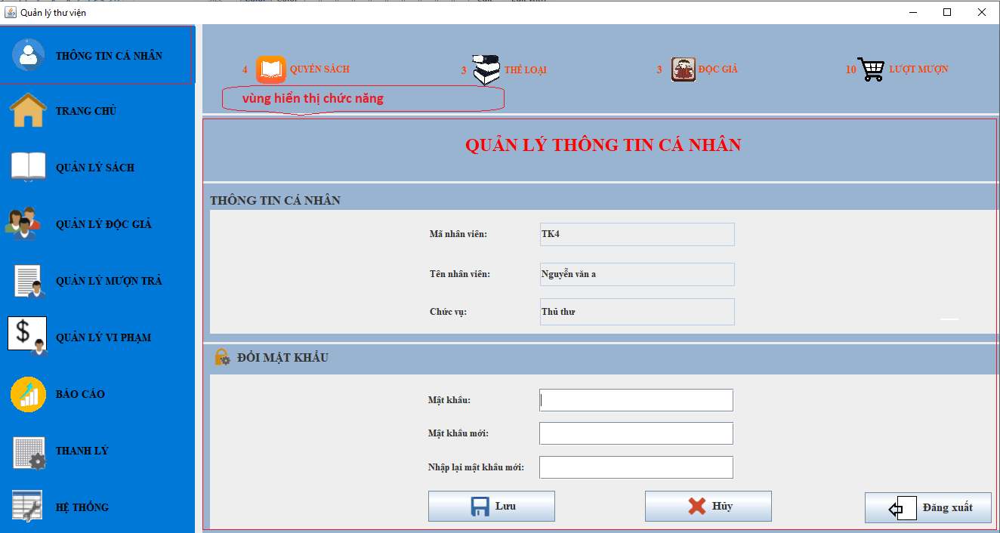 Quản lý thư viện
THÔNG TIN CÁ NHÂN
TRANG CHỦ
QUẢN LÝ SÁCH
QUẢN LÝ ĐỘC GIẢ
QUẢN LÝ MƯỢN TRẢ
QUẢN LÝ VI PHẠM
BÁO CÁO
THANH LÝ
HỆ THỐNG
4 QUYỂN SÁCH 3 THỂ LOẠI 3 ĐỘC GIẢ 10 LƯỢT MƯỢN
vùng hiển thị chức năng
QUẢN LÝ THÔNG TIN CÁ NHÂN
THÔNG TIN CÁ NHÂN
Mã nhân viên: TK4
Tên nhân viên: Nguyễn văn a
Chức vụ: Thủ thư
ĐỔI MẬT KHẨU
Mật khẩu:
Mật khẩu mới:
Nhập lại mật khẩu mới:
Lưu Hủy Đăng xuất